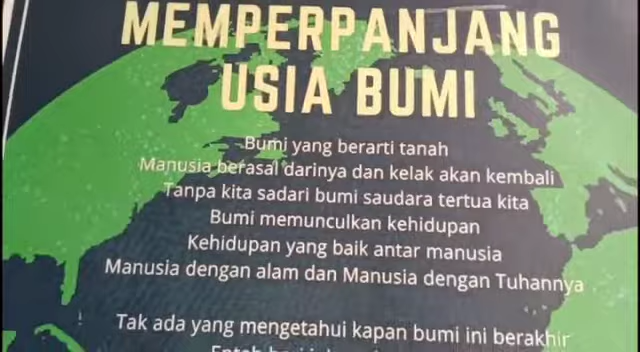 MEMPERPANJANG
USIA BUMI
Bumi yang berarti tanah
Manusia berasal darinya dan kelak akan kembali
Tanpa kita sadari bumi saudara tertua kita
Bumi memunculkan kehidupan
Kehidupan yang baik antar manusia
Manusia dengan alam dan Manusia dengan Tuhannya
Tak ada yang mengetahui kapan bumi ini berakhir